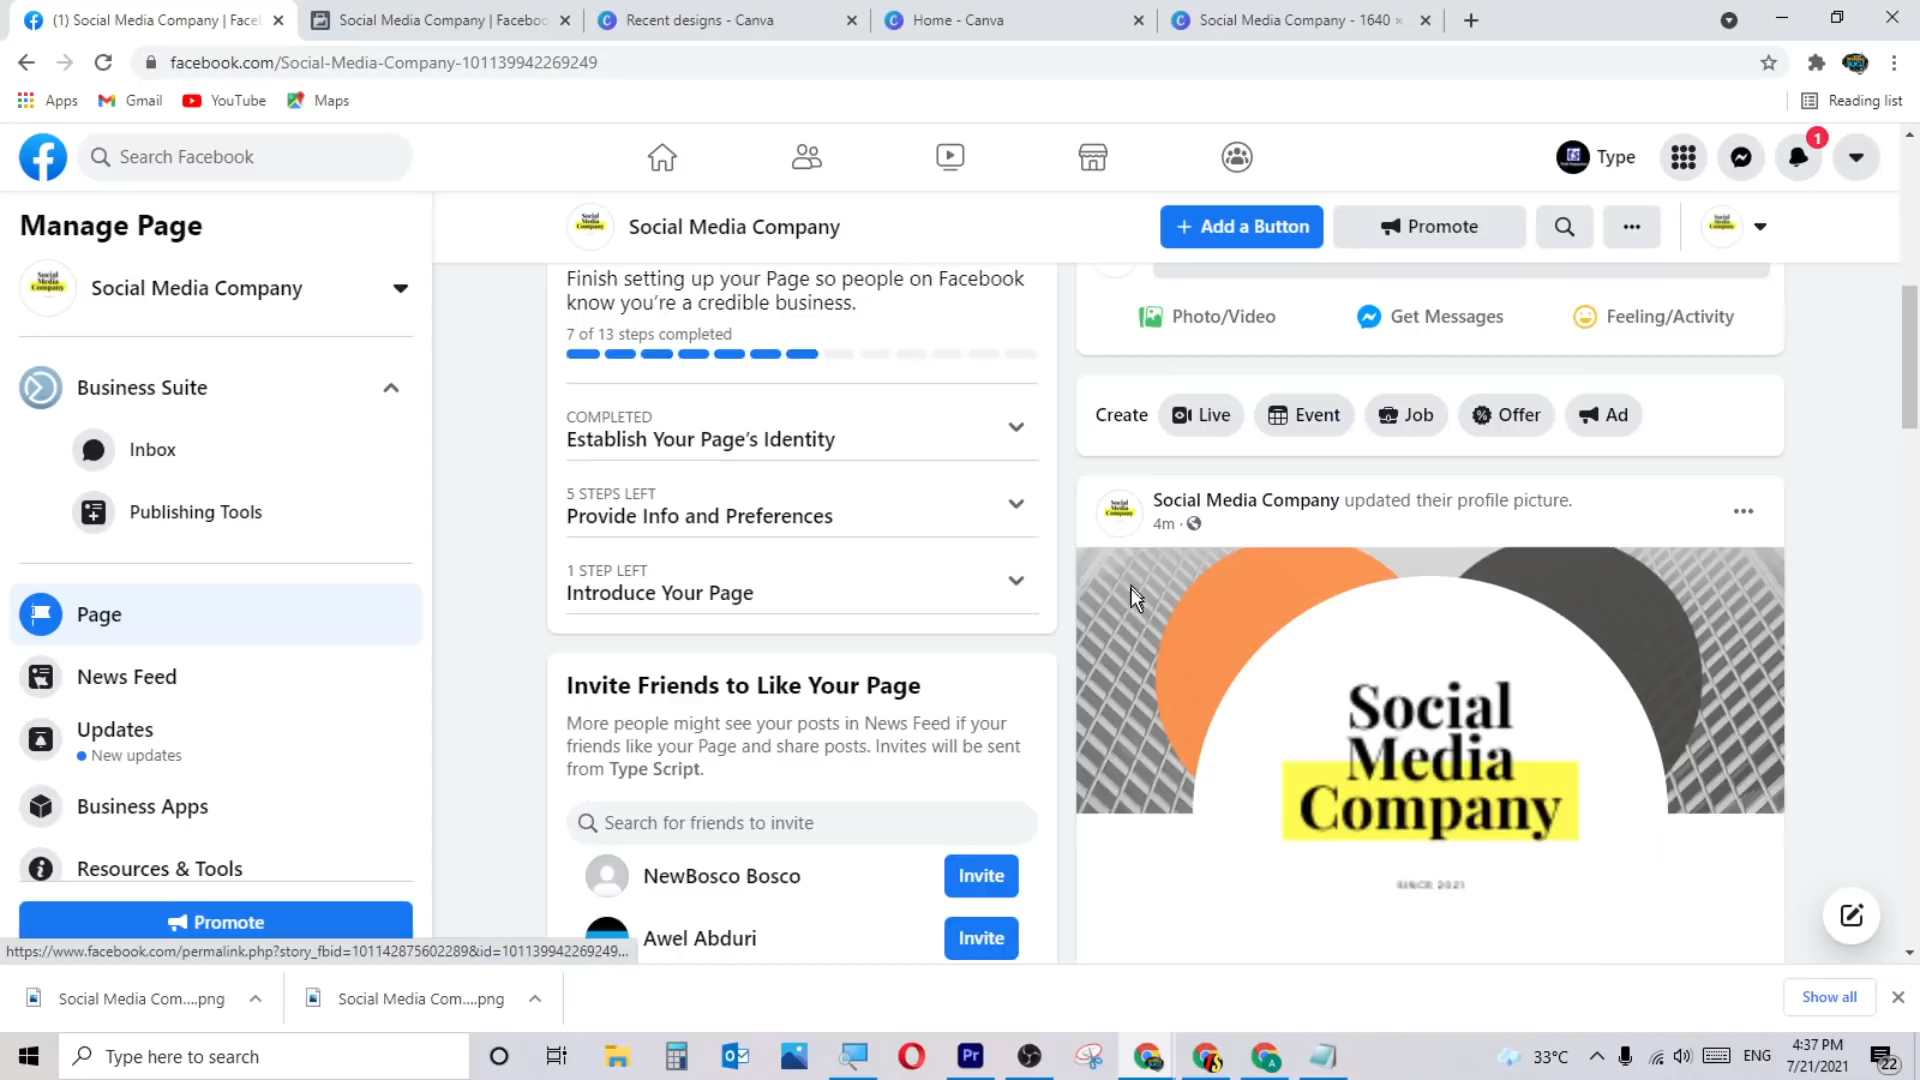 (1) Social Media Company | Facel
Social Media Company | Faceboo
Recent designs - Canva
Home - Canva
Social Media Company - 1640 ×
facebook.com/Social-Media-Company-101139942269249
Apps
Gmail
YouTube
Maps
Reading list
Search Facebook
Type
1
Manage Page
Social Media Company
Add a Button
Promote
Social Media Company
Finish setting up your Page so people on Facebook
know you're a credible business.
7 of 13 steps completed
Photo/Video
Get Messages
Feeling/Activity
Business Suite
Inbox
Publishing Tools
COMPLETED
Establish Your Page's Identity
5 STEPS LEFT
Provide Info and Preferences
1 STEP LEFT
Introduce Your Page
Create
Live
Event
Job
Offer
Ad
Social Media Company updated their profile picture.
4m ·
Page
News Feed
Updates
New updates
Business Apps
Resources & Tools
Promote
Invite Friends to Like Your Page
More people might see your posts in News Feed if your
friends like your Page and share posts. Invites will be sent
from Type Script.
Search for friends to invite
NewBosco Bosco
Invite
Awel Abduri
Invite
Social
Media
Company
SINCE 2021
https://www.facebook.com/permalink.php?story_fbid=101142875602289&id=101139942269249...
Social Media Com....png
Social Media Com....png
Show all
Type here to search
Pr
33°C
ENG
4:37 PM
7/21/2021
22